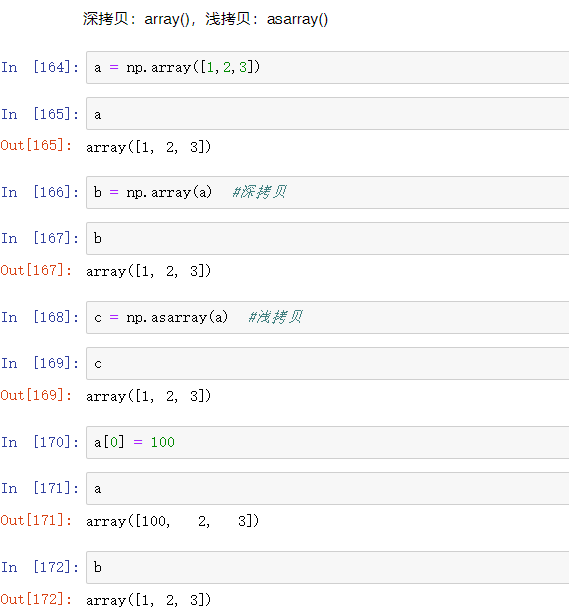 深拷贝：array()，浅拷贝：asarray()
In [164]: a = np.array([1,2,3])
In [165]: a
Out[165]: array([1, 2, 3])
In [166]: b = np.array(a) #深拷贝
In [167]: b
Out[167]: array([1, 2, 3])
In [168]: c = np.asarray(a) #浅拷贝
In [169]: c
Out[169]: array([1, 2, 3])
In [170]: a[0] = 100
In [171]: a
Out[171]: array([100, 2, 3])
In [172]: b
Out[172]: array([1, 2, 3])